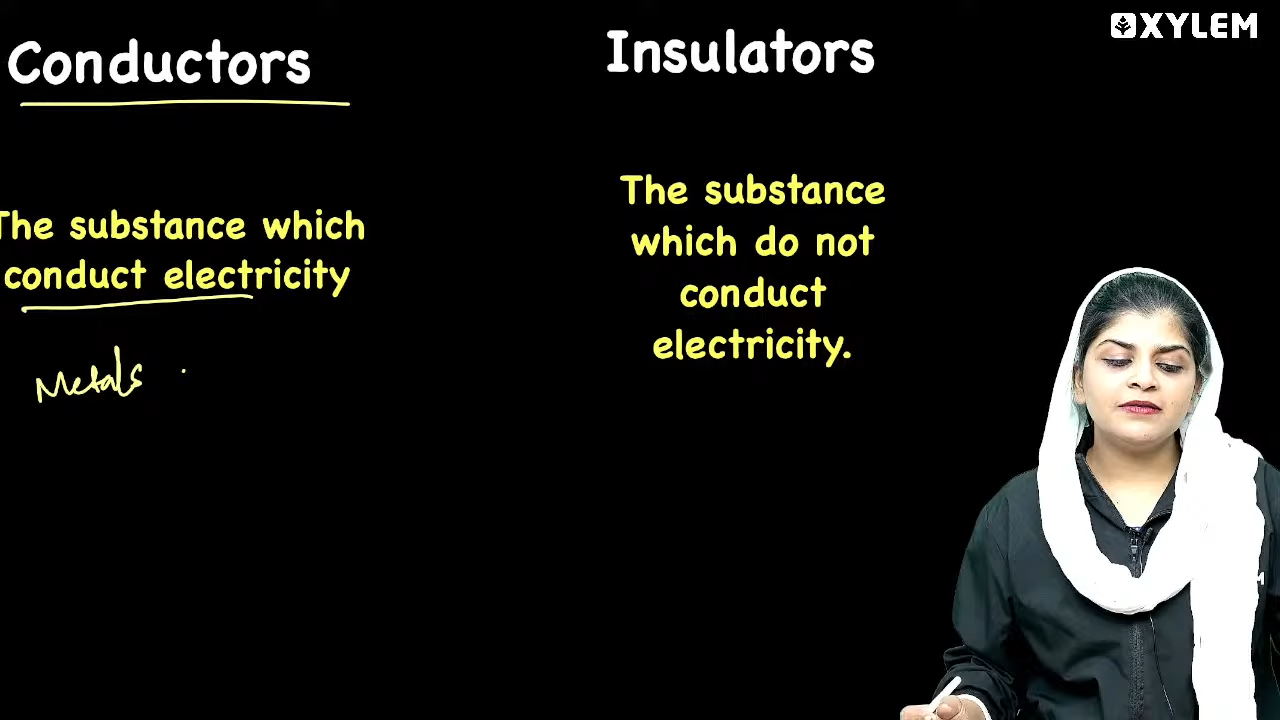 XYLEM
Conductors
The substance which
conduct electricity
Metals
Insulators
The substance
which do not
conduct
electricity.